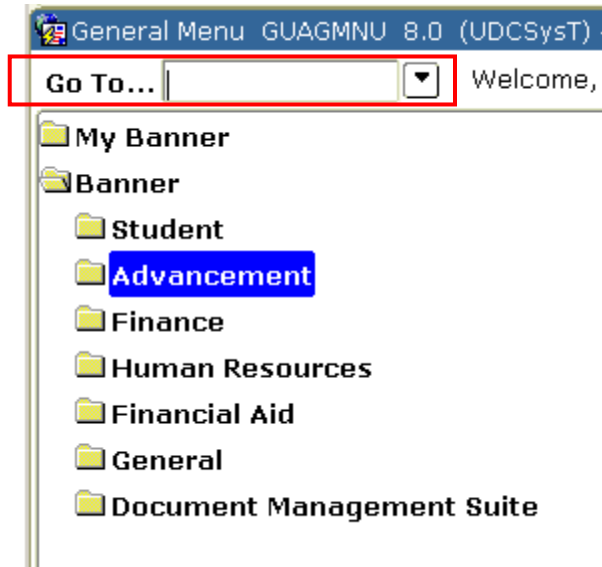 General Menu GUAGMNU 8.0 (UDCSysT)
Go To... Welcome,
My Banner
Banner
Student
Advancement
Finance
Human Resources
Financial Aid
General
Document Management Suite